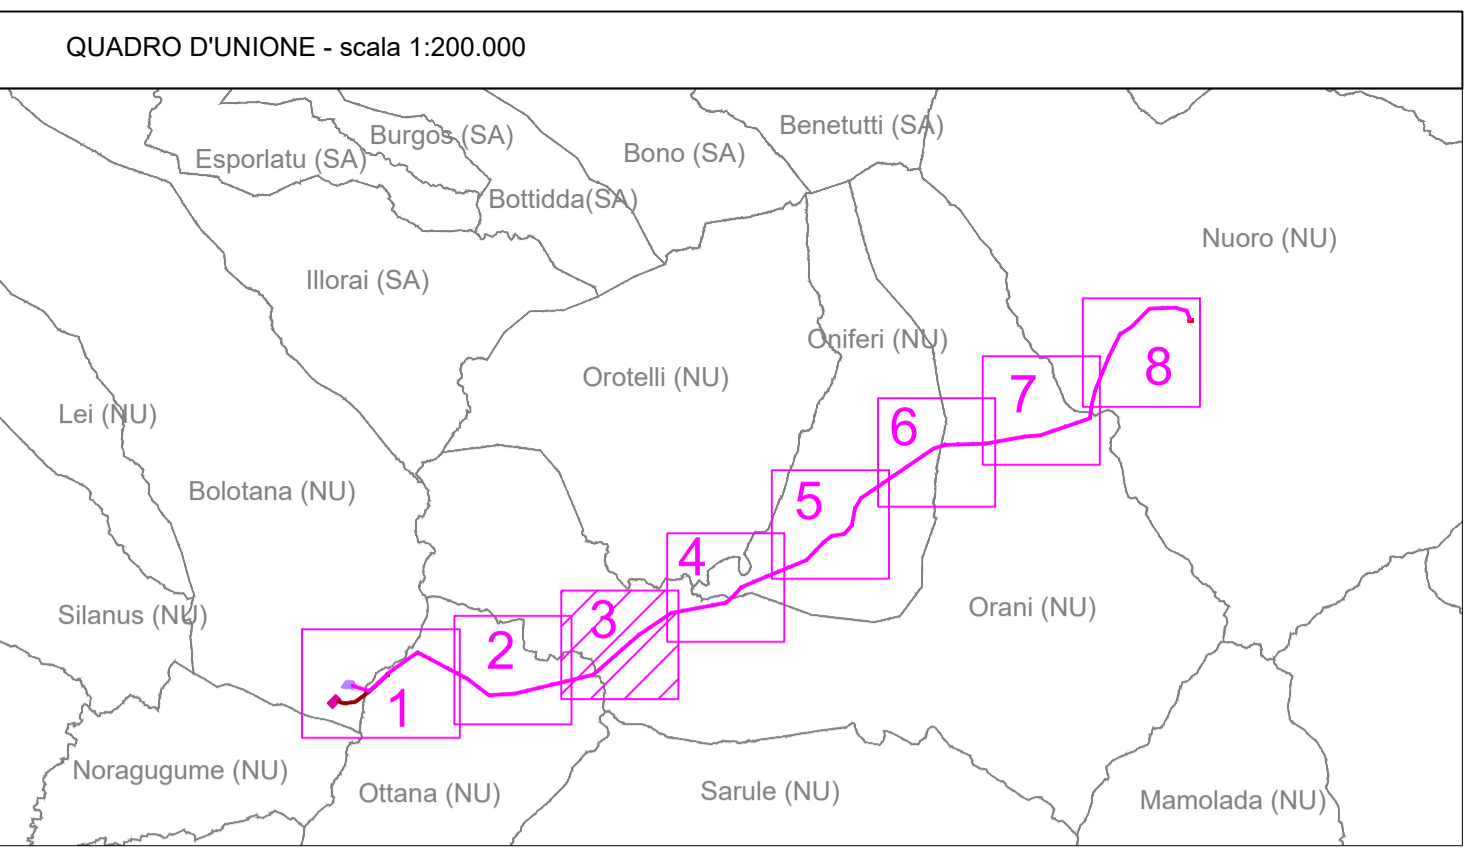 QUADRO D'UNIONE - scala 1:200.000
Benetutti (SA)
Burgos (SA)
Bono (SA)
Esporlatu (SA)
Bottidda(SA)
Nuoro (NU)
Illorai (SA)
Oniferi (NU)
8
Orotelli (NU)
7
Lei (NU)
6
Bolotana (NU)
5
4
Orani (NU)
Silanus (NU)
3
2
1
Noragugume (NU)
Ottana (NU)
Sarule (NU)
Mamolada (NU)